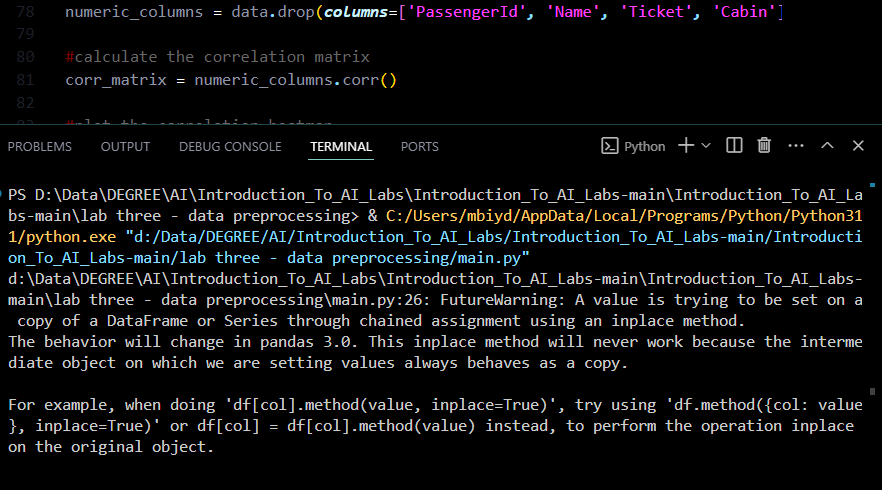 78 numeric_columns = data.drop(columns=['PassengerId', 'Name', 'Ticket', 'Cabin']
79
80 #calculate the correlation matrix
81 corr_matrix = numeric_columns.corr()
82
PROBLEMS OUTPUT DEBUG CONSOLE TERMINAL PORTS Python
PS D:\Data\DEGREE\AI\Introduction_To_AI_Labs\Introduction_To_AI_Labs-main\Introduction_To_AI_La
bs-main\lab three - data preprocessing> & C:/Users/mbiyd/AppData/Local/Programs/Python/Python31
1/python.exe "d:/Data/DEGREE/AI/Introduction_To_AI_Labs/Introduction_To_AI_Labs-main/Introducti
on_To_AI_Labs-main/lab three - data preprocessing/main.py"
d:\Data\DEGREE\AI\Introduction_To_AI_Labs\Introduction_To_AI_Labs-main\Introduction_To_AI_Labs-
main\lab three - data preprocessing\main.py:26: FutureWarning: A value is trying to be set on a
copy of a DataFrame or Series through chained assignment using an inplace method.
The behavior will change in pandas 3.0. This inplace method will never work because the interme
diate object on which we are setting values always behaves as a copy.
For example, when doing 'df[col].method(value, inplace=True)', try using 'df.method({col: value
}, inplace=True)' or df[col] = df[col].method(value) instead, to perform the operation inplace
on the original object.